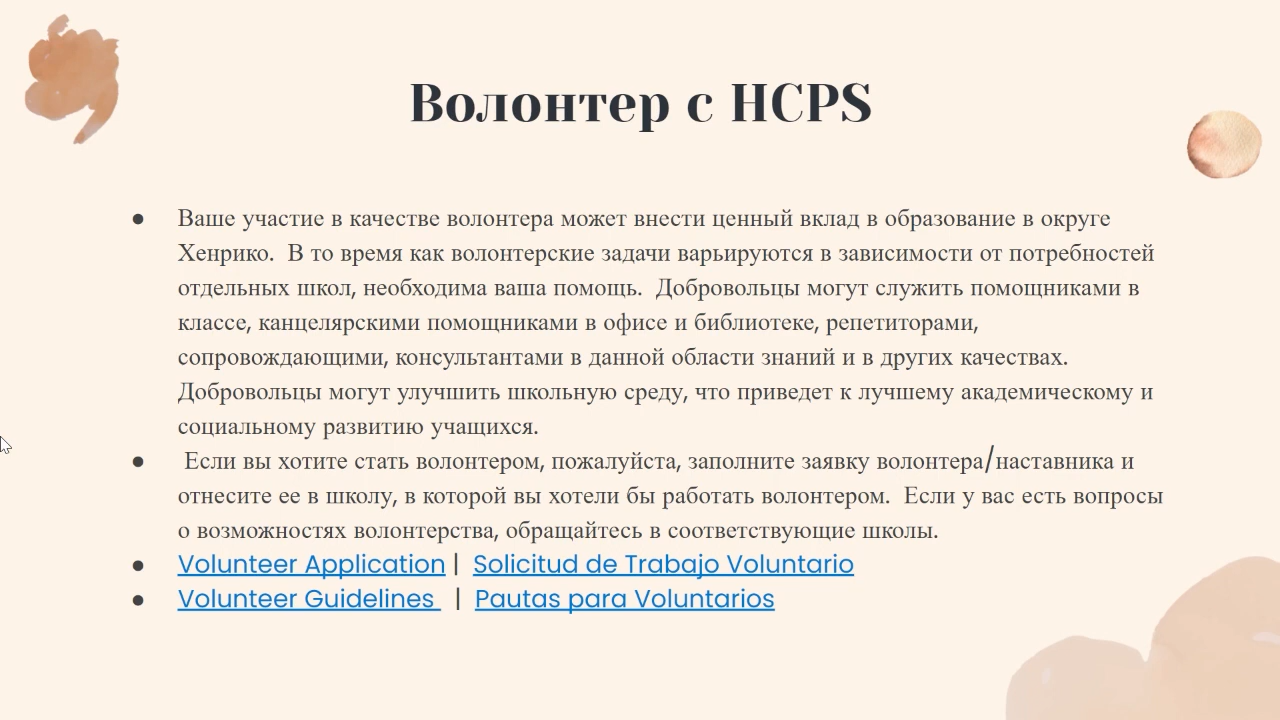 Волонтер с HCPS
● Ваше участие в качестве волонтера может внести ценный вклад в образование в округе
Хенрико.  В то время как волонтерские задачи варьируются в зависимости от потребностей
отдельных школ, необходима ваша помощь.  Добровольцы могут служить помощниками в
классе, канцелярскими помощниками в офисе и библиотеке, репетиторами,
сопровождающими, консультантами в данной области знаний и в других качествах.
Добровольцы могут улучшить школьную среду, что приведет к лучшему академическому и
социальному развитию учащихся.
● Если вы хотите стать волонтером, пожалуйста, заполните заявку волонтера/наставника и
отнесите ее в школу, в которой вы хотели бы работать волонтером.  Если у вас есть вопросы
о возможностях волонтерства, обращайтесь в соответствующие школы.
● Volunteer Application |  Solicitud de Trabajo Voluntario
● Volunteer Guidelines  |  Pautas para Voluntarios